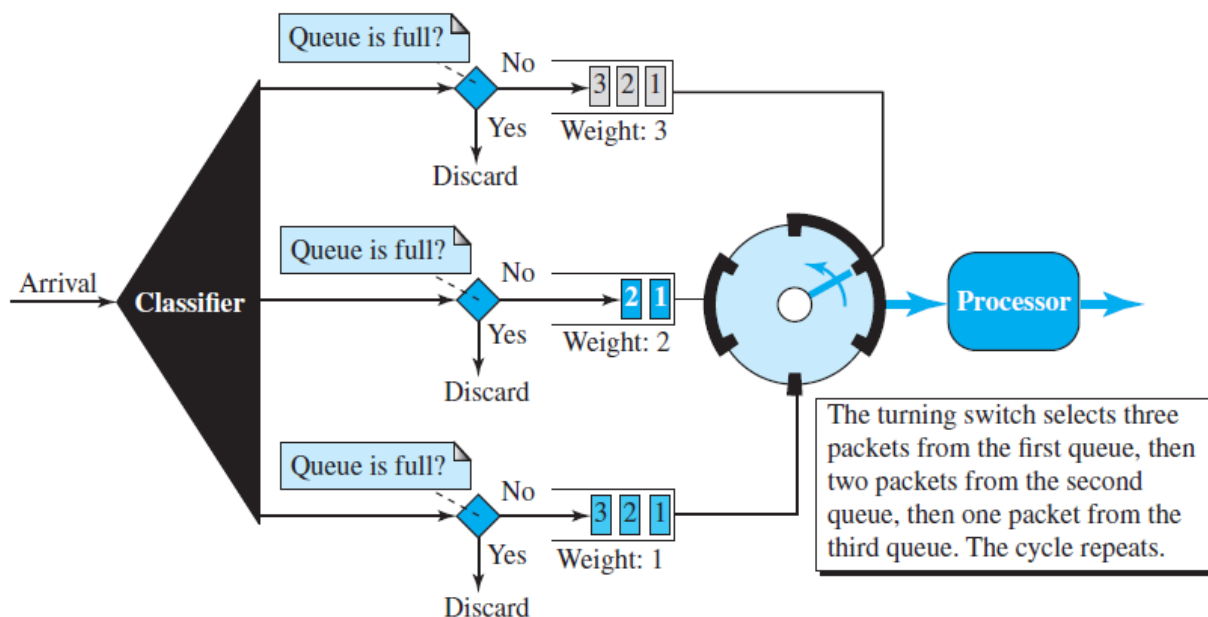 Queue is full?
No
3 2 1
Yes
Weight: 3
Discard
Queue is full?
Arrival
Classifier
No
2 1
Yes
Weight: 2
Discard
Processor
The turning switch selects three
packets from the first queue, then
two packets from the second
queue, then one packet from the
third queue. The cycle repeats.
Queue is full?
No
3 2 1
Yes
Weight: 1
Discard